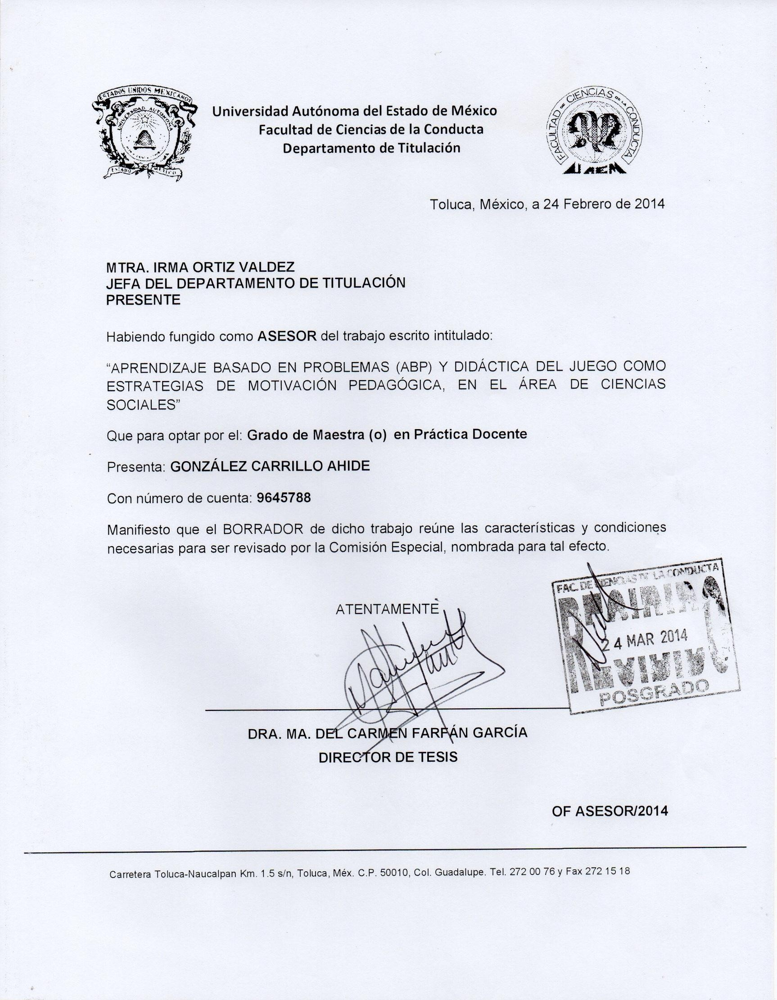 ESTADOS UNIDOS MEXICANOS
UNIVERSIDAD AUTONOMA
ESTADO MEXICO
Universidad Autónoma del Estado de México
Facultad de Ciencias de la Conducta
Departamento de Titulación
FACULTAD DE CIENCIAS DE LA CONDUCTA
UAEM
Toluca, México, a 24 Febrero de 2014
MTRA. IRMA ORTIZ VALDEZ
JEFA DEL DEPARTAMENTO DE TITULACIÓN
PRESENTE
Habiendo fungido como ASESOR del trabajo escrito intitulado:
“APRENDIZAJE BASADO EN PROBLEMAS (ABP) Y DIDÁCTICA DEL JUEGO COMO
ESTRATEGIAS DE MOTIVACIÓN PEDAGÓGICA, EN EL ÁREA DE CIENCIAS
SOCIALES”
Que para optar por el: Grado de Maestra (o) en Práctica Docente
Presenta: GONZÁLEZ CARRILLO AHIDE
Con número de cuenta: 9645788
Manifiesto que el BORRADOR de dicho trabajo reúne las características y condiciones
necesarias para ser revisado por la Comisión Especial, nombrada para tal efecto.
FAC. DE CIENCIAS DE LA CONDUCTA
24 MAR 2014
POSGRADO
ATENTAMENTE
DRA. MA. DEL CARMEN FARFÁN GARCÍA
DIRECTOR DE TESIS
OF ASESOR/2014
Carretera Toluca-Naucalpan Km. 1.5 s/n, Toluca, Méx. C.P. 50010, Col. Guadalupe. Tel. 272 00 76 y Fax 272 15 18